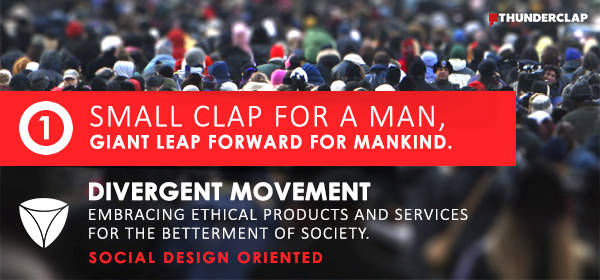 THUNDERCLAP
1 SMALL CLAP FOR A MAN,
GIANT LEAP FORWARD FOR MANKIND.
DIVERGENT MOVEMENT
EMBRACING ETHICAL PRODUCTS AND SERVICES
FOR THE BETTERMENT OF SOCIETY.
SOCIAL DESIGN ORIENTED